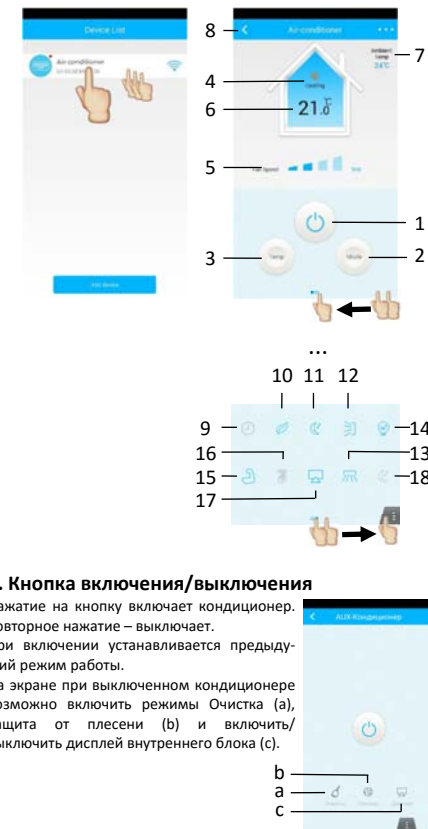 Device List
8
Air-conditioner
Ambient
temp
7
24°C
Air conditioner
4
6
21.0
5
Fan speed
1
3
Temp
Mode
2
Add device
...
10 11 12
9
14
16
13
15
18
17
. Кнопка включения/выключения
ажатие на кнопку включает кондиционер.
овторное нажатие – выключает.
ри включении устанавливается предыду-
ий режим работы.
а экране при выключенном кондиционере
озможно включить режимы Очистка (a),
ащита от плесени (b) и включить/
ыключить дисплей внутреннего блока (c).
AUX Кондиционер
b
a
c